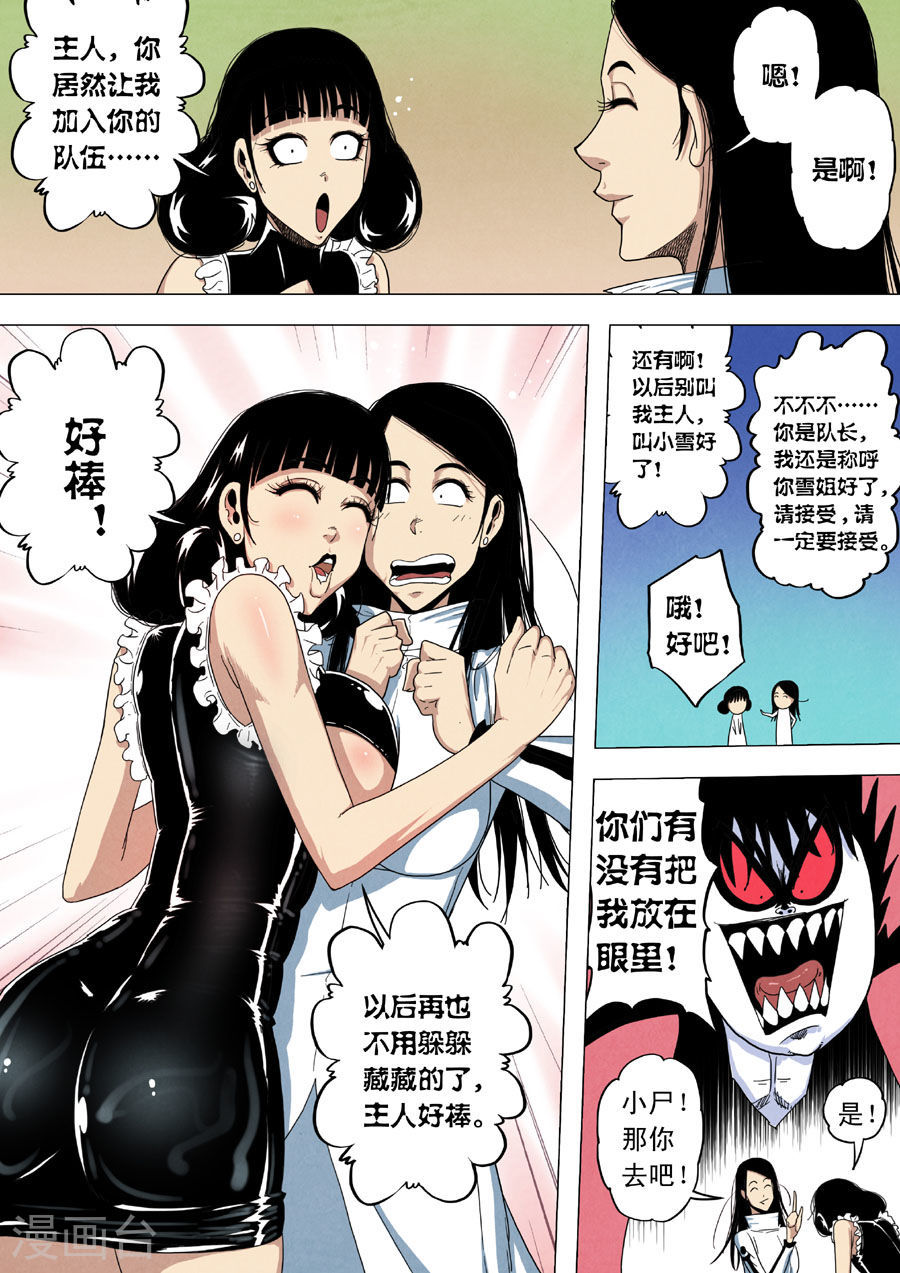 主人，你
居然让我
加入你的
队伍……
嗯！
是啊！
好
棒！
以后再也
不用躲躲
藏藏的了，
主人好棒。
还有啊！
以后别叫
我主人，
叫小雪好
了！
不不不……
你是队长，
我还是称呼
你雪姐好了，
请接受，请
一定要接受。
哦！
好吧！
你们有
没有把
我放在
眼里！
小尸！
那你
去吧！
是！
漫画台